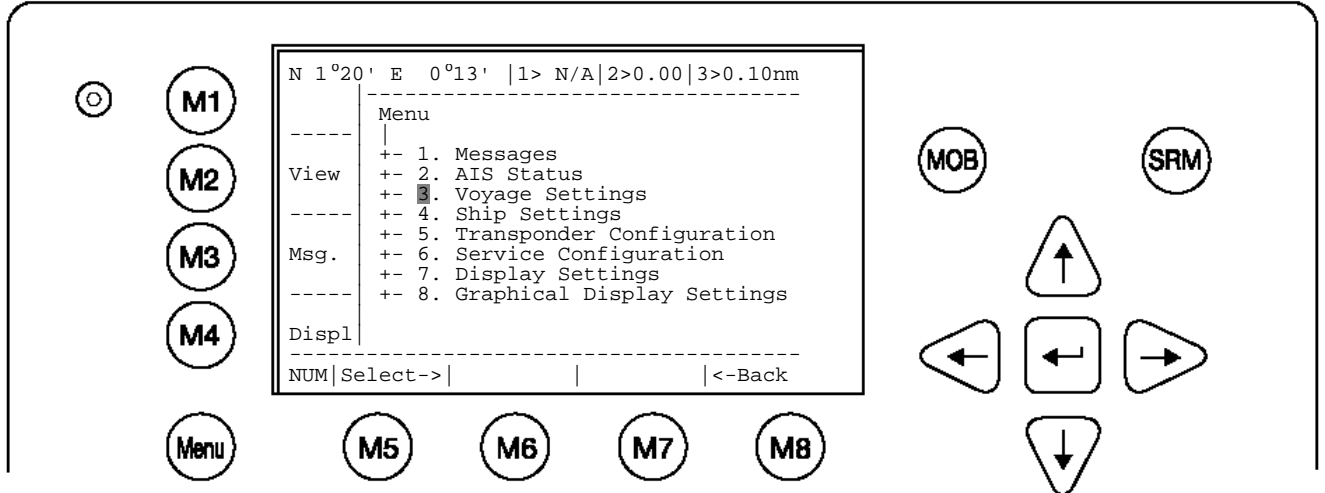 N 1°20' E 0°13' |1> N/A|2>0.00|3>0.10nm
M1
Menu
MOB
SRM
+- 1. Messages
M2
View
+- 2. AIS Status
+- 3. Voyage Settings
+- 4. Ship Settings
+- 5. Transponder Configuration
M3
Msg.
+- 6. Service Configuration
+- 7. Display Settings
+- 8. Graphical Display Settings
M4
Displ
NUM|Select->| | |<-Back
Menu
M5
M6
M7
M8